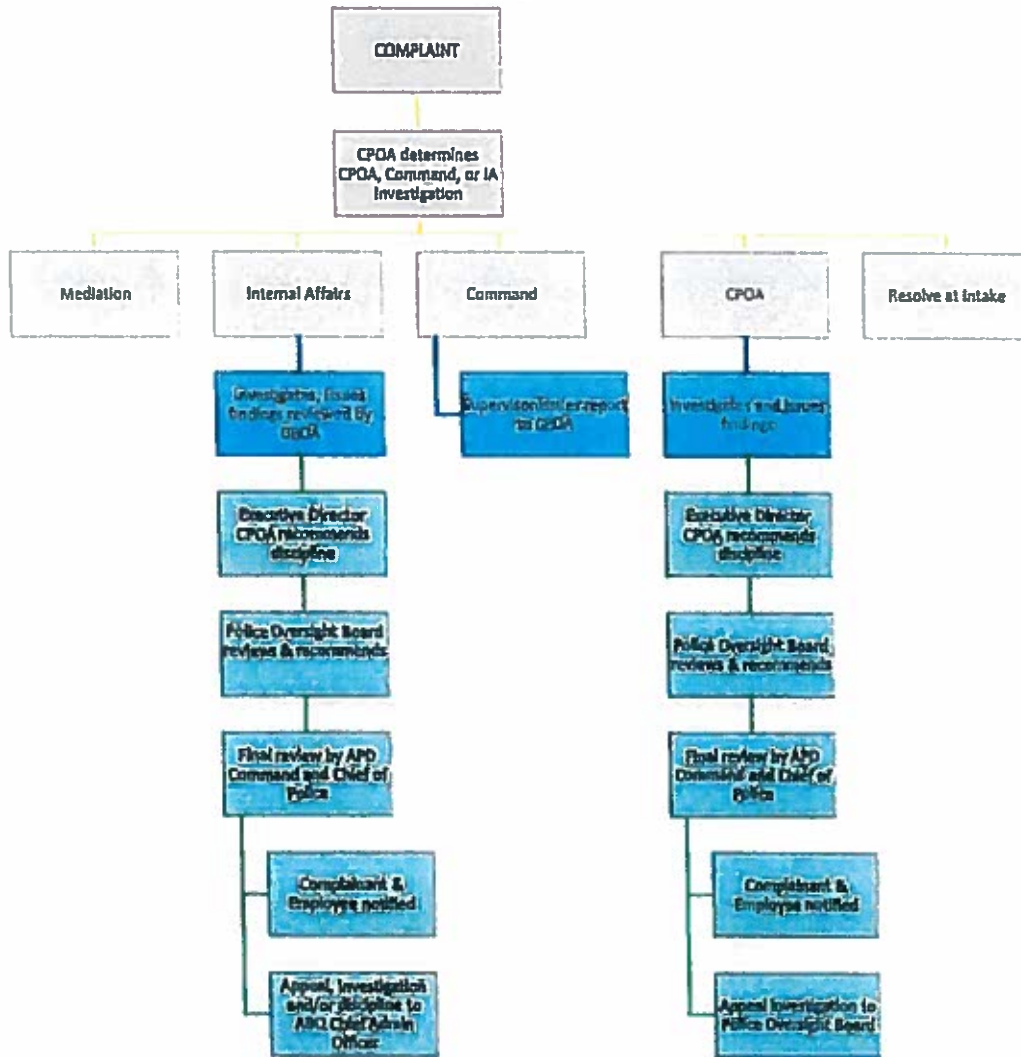 COMPLAINT
CPOA determines
CPOA, Command, or IA
Investigation
Mediation
Internal Affairs
Command
CPOA
Resolve at Intake
Investigates, issues
findings reviewed by
report
to
Investigates and issues
findings
Executive Director
CPOA recommends
discipline
Executive Director
CPOA recommends
discipline
Police Oversight Board
reviews & recommends
Police Oversight Board
reviews & recommends
Final review by APD
Command and Chief of
Police
Final review by APD
Command and Chief of
Police
Complainant &
Employee notified
Complainant &
Employee notified
Appeal, Investigation
and/or discipline to
ABQ Chief Admin
Officer
Appeal Investigation to
Police Oversight Board